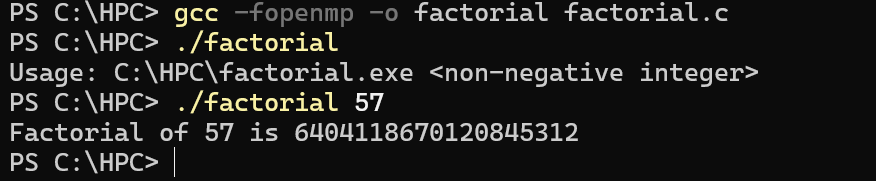 PS C:\HPC> gcc -fopenmp -o factorial factorial.c
PS C:\HPC> ./factorial
Usage: C:\HPC\factorial.exe <non-negative integer>
PS C:\HPC> ./factorial 57
Factorial of 57 is 6404118670120845312
PS C:\HPC>